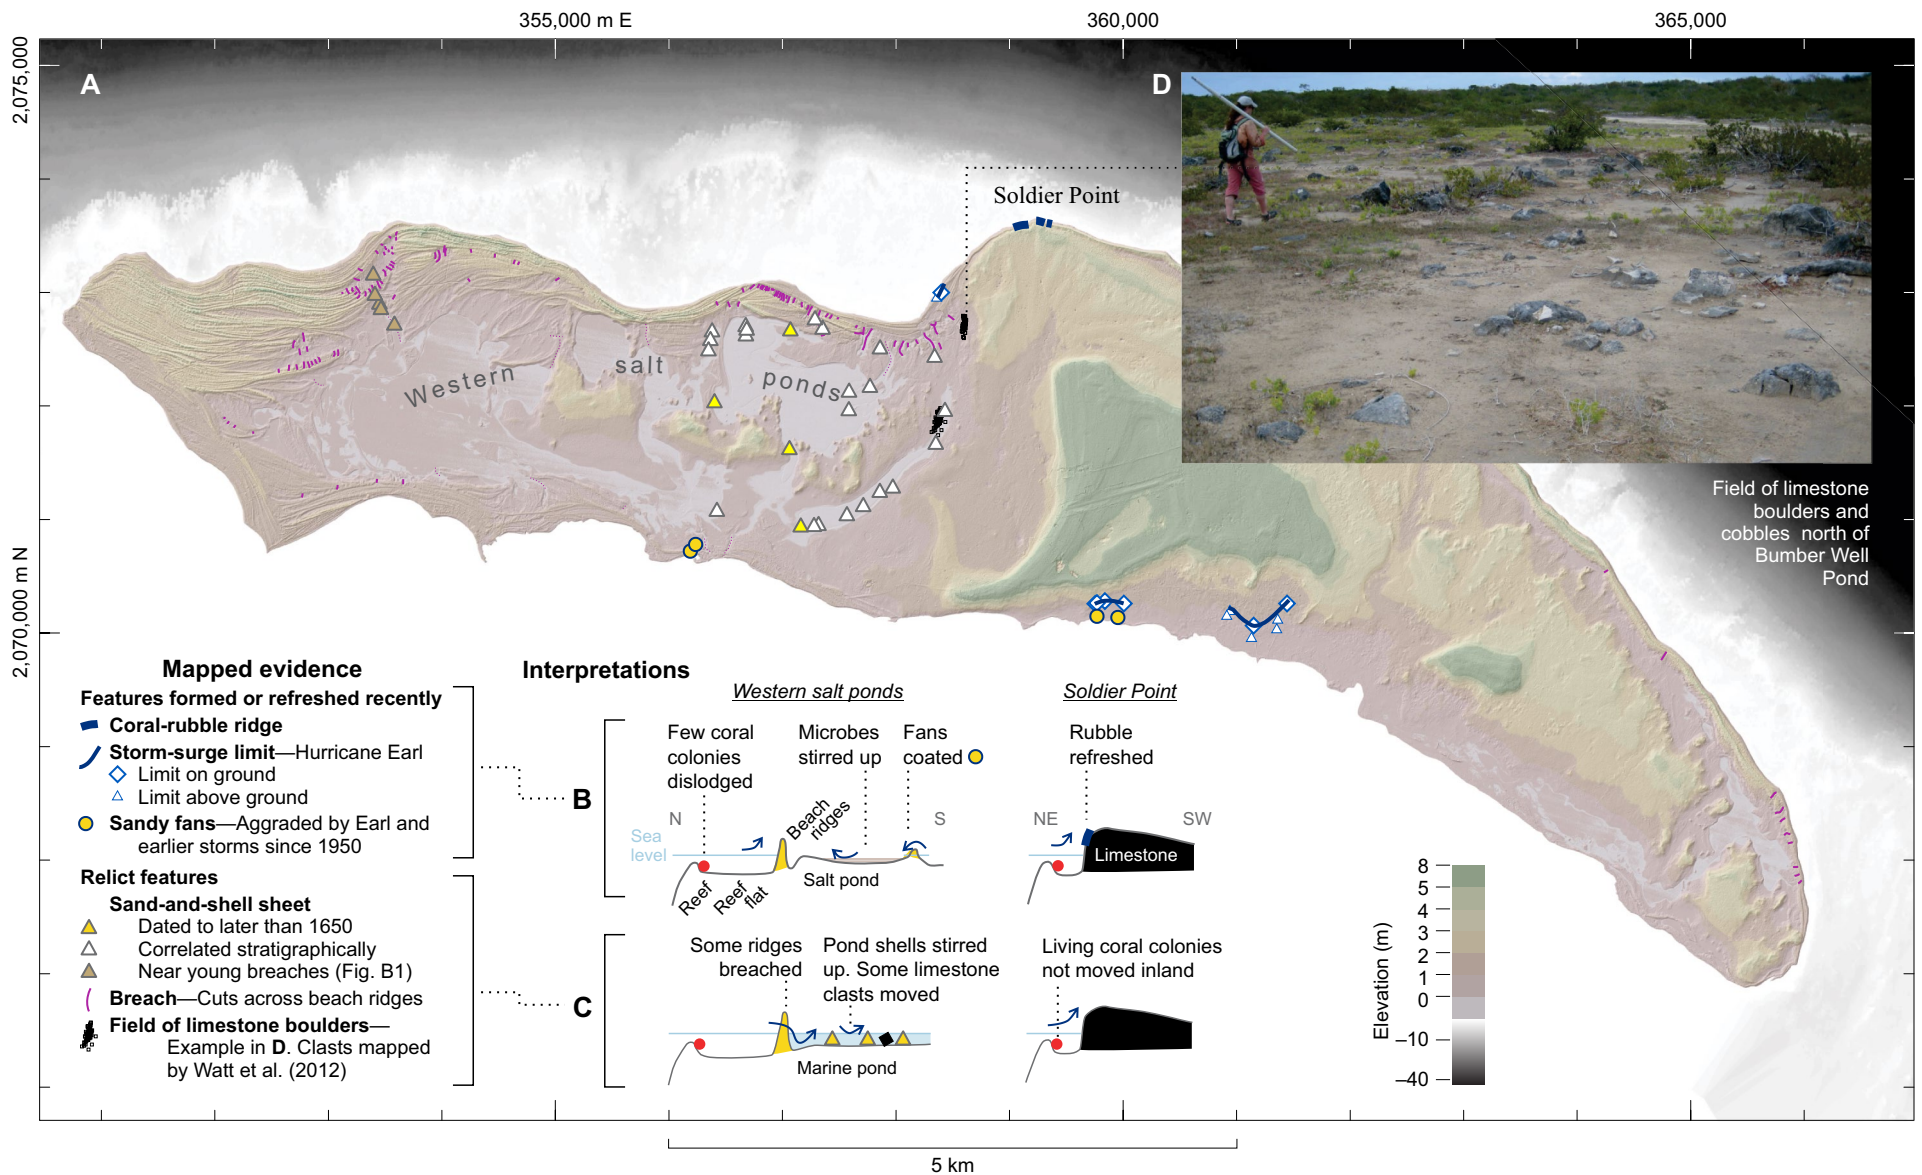 355,000 m E
360,000
365,000
2,075,000
2,070,000 m N
A
D
Soldier Point
Western
salt
ponds
Field of limestone
boulders and
cobbles north of
Bumber Well
Pond
Mapped evidence
Features formed or refreshed recently
Coral-rubble ridge
Storm-surge limit—Hurricane Earl
Limit on ground
Limit above ground
Sandy fans—Aggraded by Earl and
earlier storms since 1950
Relict features
Sand-and-shell sheet
Dated to later than 1650
Correlated stratigraphically
Near young breaches (Fig. B1)
Breach—Cuts across beach ridges
Field of limestone boulders—
Example in D. Clasts mapped
by Watt et al. (2012)
Interpretations
B
Western salt ponds
Few coral
colonies
dislodged
Microbes
stirred up
Fans
coated
N
S
Sea
level
Beach
ridges
Reef
Reef
flat
Salt pond
Soldier Point
Rubble
refreshed
NE
SW
Limestone
C
Some ridges
breached
Pond shells stirred
up. Some limestone
clasts moved
Marine pond
Living coral colonies
not moved inland
Elevation (m)
8
5
4
3
2
1
0
–10
–40
5 km